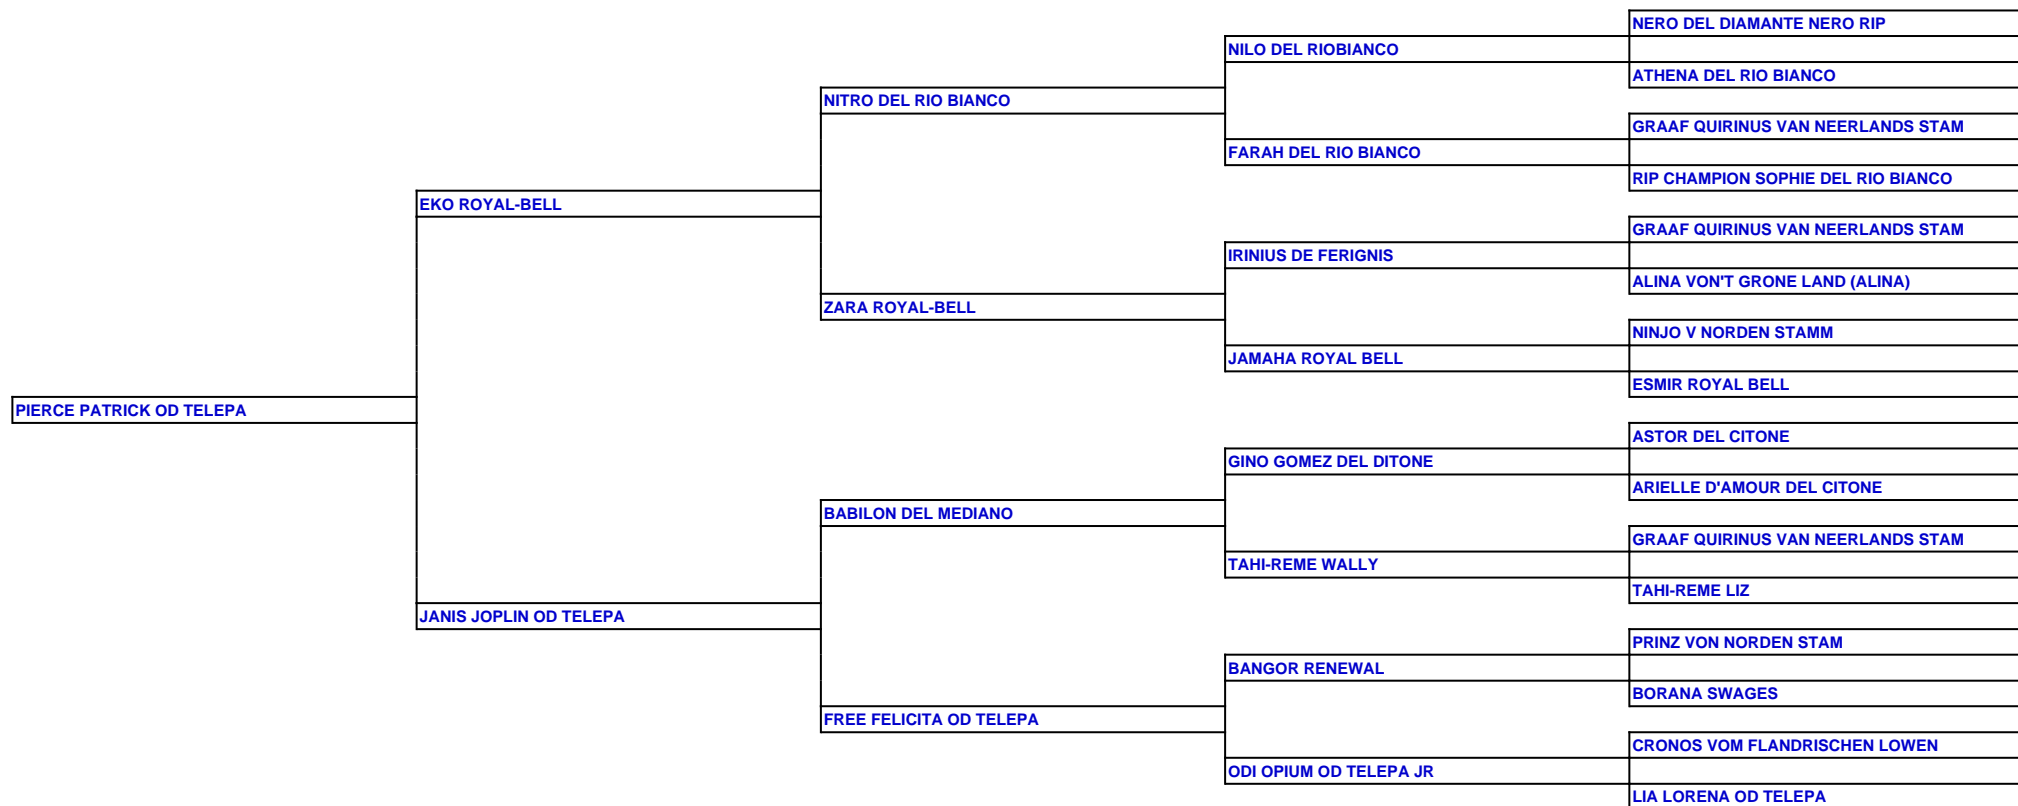 NERO DEL DIAMANTE NERO RIP
NILO DEL RIOBIANCO
ATHENA DEL RIO BIANCO
NITRO DEL RIO BIANCO
GRAAF QUIRINUS VAN NEERLANDS STAM
FARAH DEL RIO BIANCO
RIP CHAMPION SOPHIE DEL RIO BIANCO
EKO ROYAL-BELL
GRAAF QUIRINUS VAN NEERLANDS STAM
IRINIUS DE FERIGNIS
ALINA VON'T GRONE LAND (ALINA)
ZARA ROYAL-BELL
NINJO V NORDEN STAMM
JAMAHA ROYAL BELL
ESMIR ROYAL BELL
PIERCE PATRICK OD TELEPA
ASTOR DEL CITONE
GINO GOMEZ DEL DITONE
ARIELLE D'AMOUR DEL CITONE
BABILON DEL MEDIANO
GRAAF QUIRINUS VAN NEERLANDS STAM
TAHI-REME WALLY
TAHI-REME LIZ
JANIS JOPLIN OD TELEPA
PRINZ VON NORDEN STAM
BANGOR RENEWAL
BORANA SWAGES
FREE FELICITA OD TELEPA
CRONOS VOM FLANDRISCHEN LOWEN
ODI OPIUM OD TELEPA JR
LIA LORENA OD TELEPA